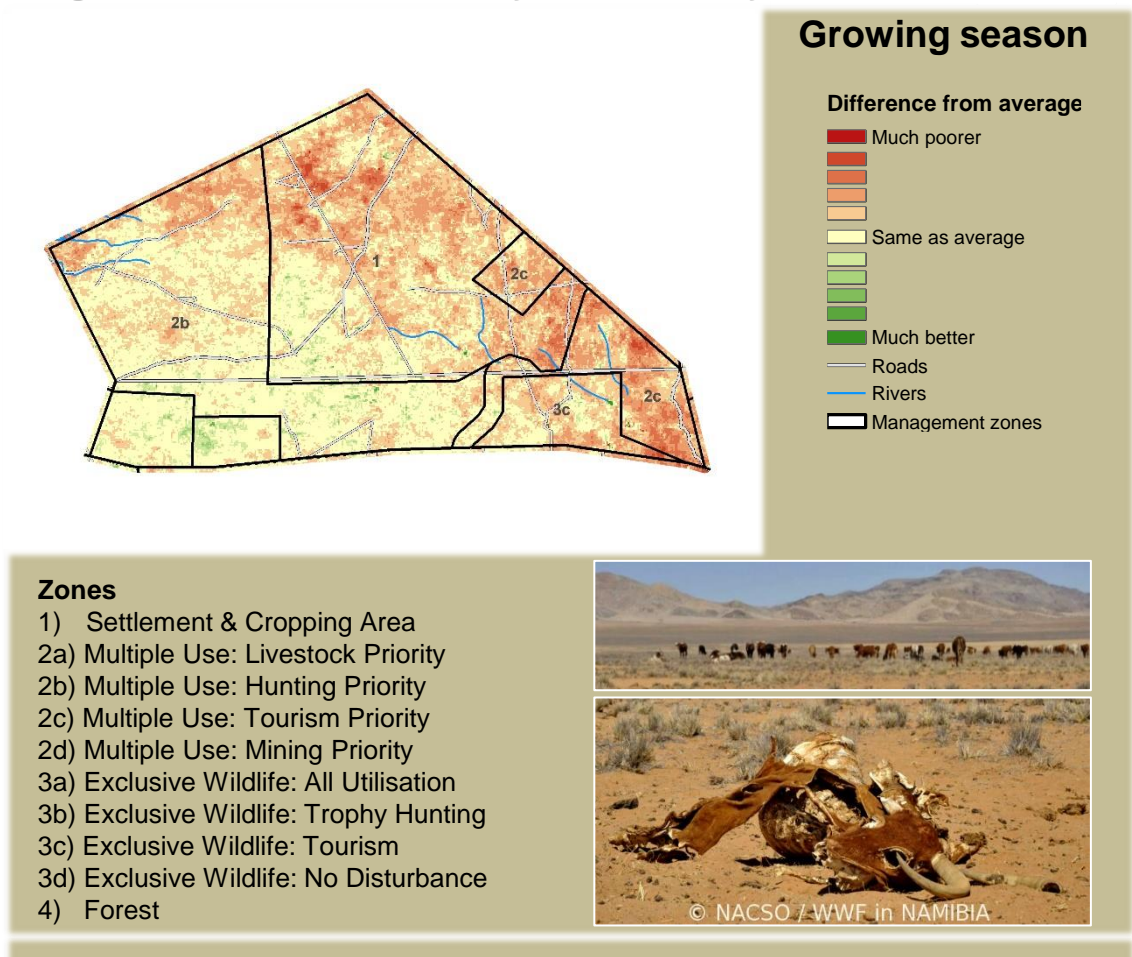 Growing season
Difference from average
Much poorer
Same as average
Much better
Roads
Rivers
Management zones
1
2c
2b
3c
2c
Zones
1) Settlement & Cropping Area
2a) Multiple Use: Livestock Priority
2b) Multiple Use: Hunting Priority
2c) Multiple Use: Tourism Priority
2d) Multiple Use: Mining Priority
3a) Exclusive Wildlife: All Utilisation
3b) Exclusive Wildlife: Trophy Hunting
3c) Exclusive Wildlife: Tourism
3d) Exclusive Wildlife: No Disturbance
4) Forest
© NACSO / WWF in NAMIBIA